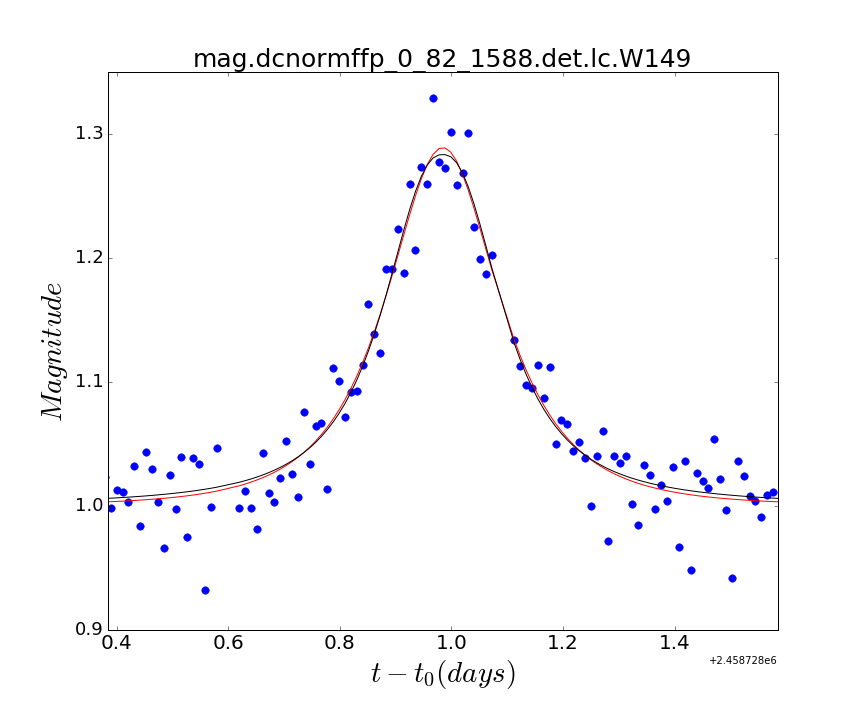 mag.dcnormffp_0_82_1588.det.lc.W149
Magnitude
1.3
1.2
1.1
1.0
0.9
0.4 0.6 0.8 1.0 1.2 1.4
+2.458728e6
t − t₀(days)